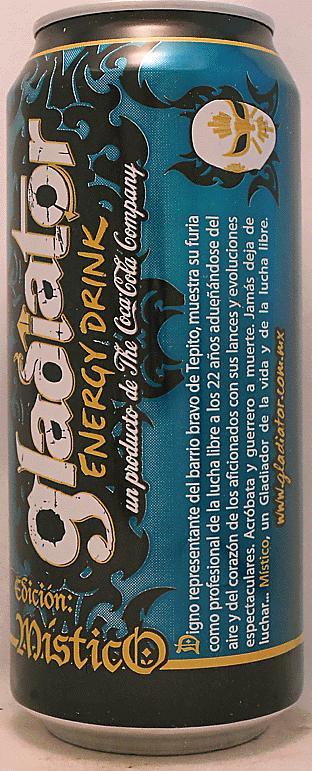 gladiator
ENERGY DRINK
un producto de The Coca-Cola Company
Edición:
Místico
Digno representante del barrio bravo de Tepito, muestra su furia
como profesional de la lucha libre a los 22 años adueñándose del
aire y del corazón de los aficionados con sus lances y evoluciones
espectaculares. Acróbata y guerrero a muerte. Jamás deja de
luchar... Místico, un Gladiador de la vida y de la lucha libre.
www.gladiator.com.mx